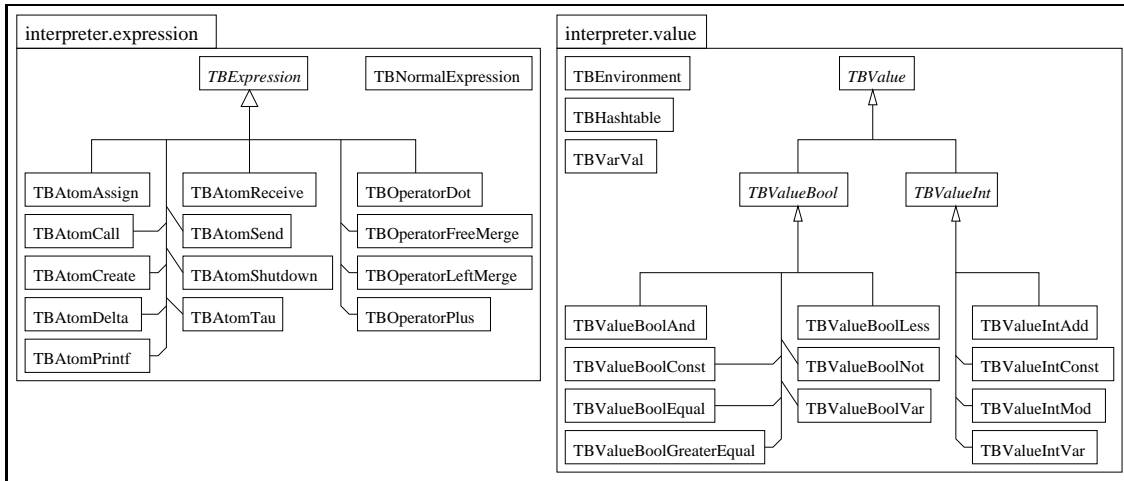 interpreter.expression
TBExpression
TBNormalExpression
TBAtomAssign
TBAtomReceive
TBOperatorDot
TBAtomCall
TBAtomSend
TBOperatorFreeMerge
TBAtomCreate
TBAtomShutdown
TBOperatorLeftMerge
TBAtomDelta
TBAtomTau
TBOperatorPlus
TBAtomPrintf
interpreter.value
TBEnvironment
TBValue
TBHashtable
TBVarVal
TBValueBool
TBValueInt
TBValueBoolAnd
TBValueBoolLess
TBValueIntAdd
TBValueBoolConst
TBValueBoolNot
TBValueIntConst
TBValueBoolEqual
TBValueBoolVar
TBValueIntMod
TBValueBoolGreaterEqual
TBValueIntVar